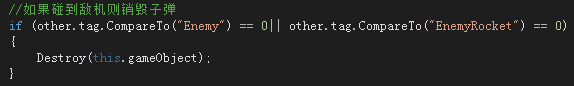 //如果碰到敌机则销毁子弹
if (other.tag.CompareTo("Enemy") == 0|| other.tag.CompareTo("EnemyRocket") == 0)
{
    Destroy(this.gameObject);
}